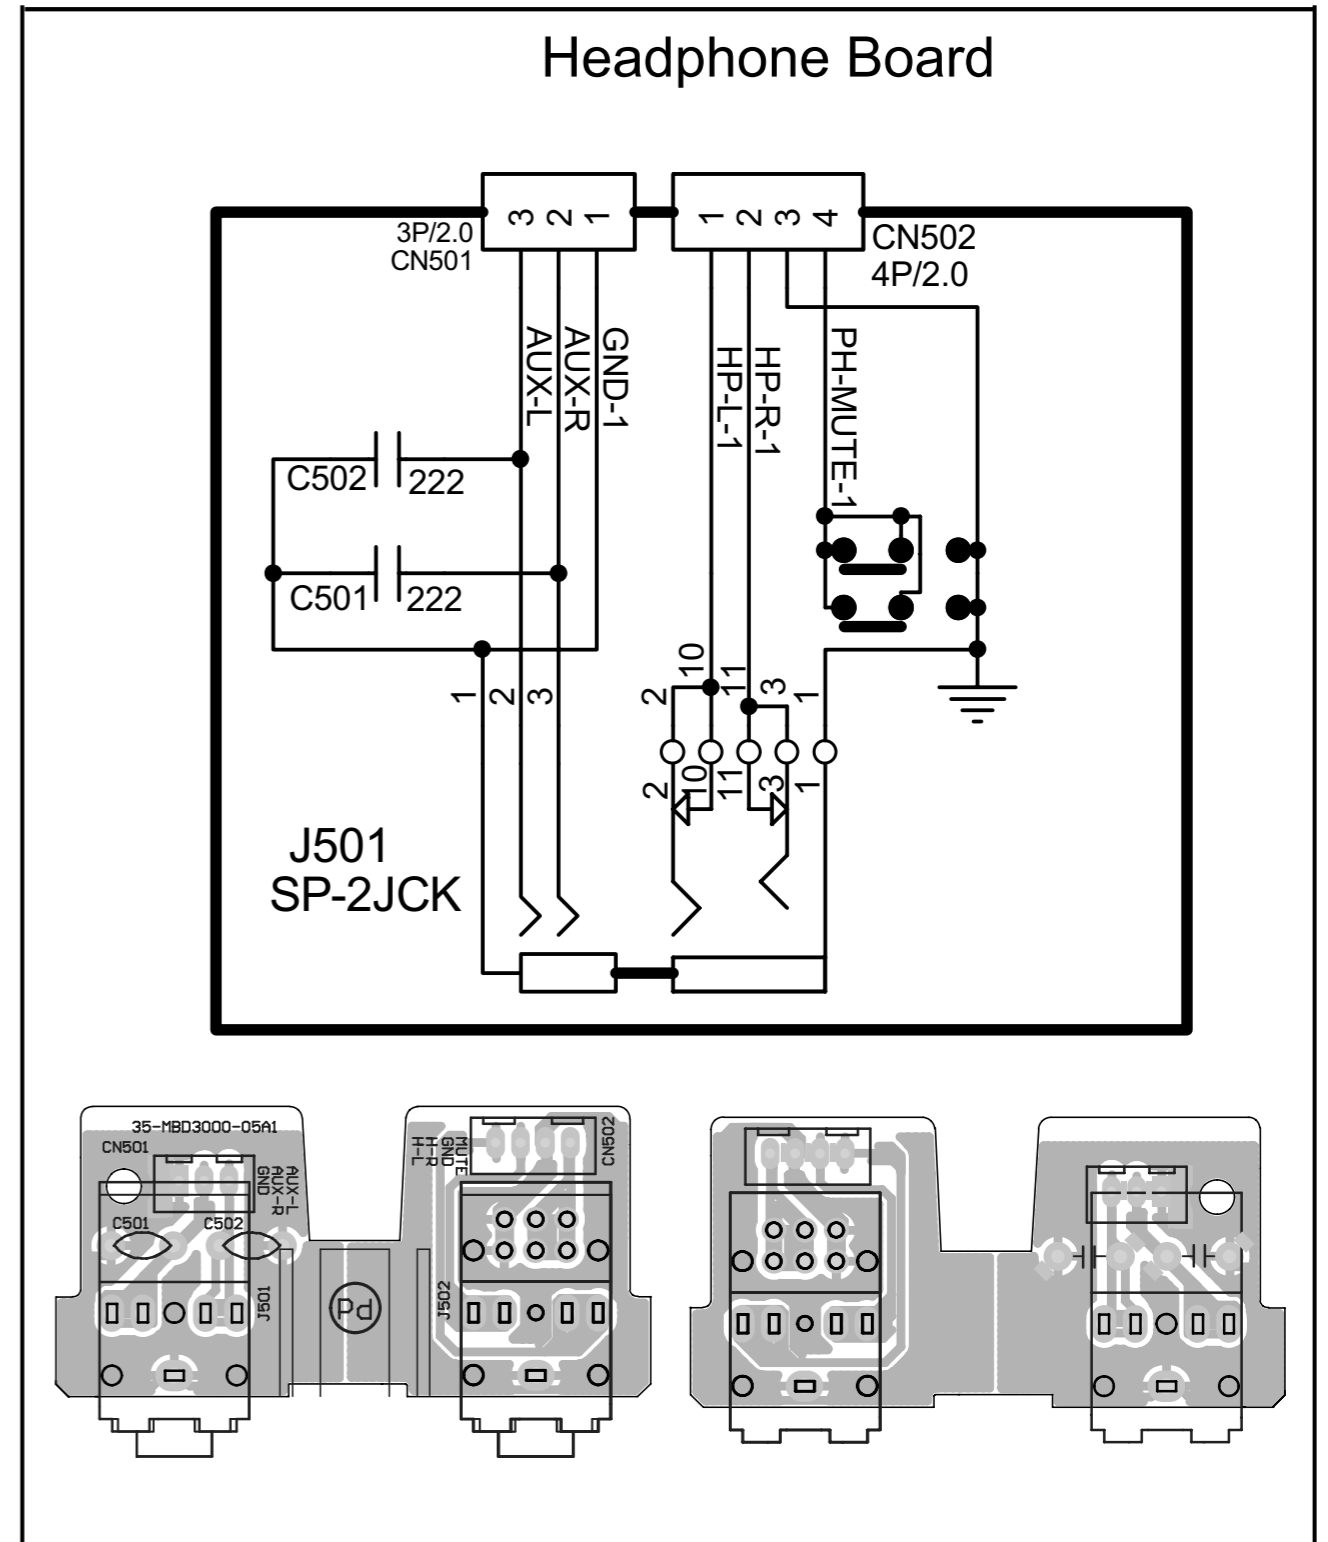 Headphone Board
3 2 1
1 2 3 4
3P/2.0
CN501
CN502
4P/2.0
AUX-L
AUX-R
GND-1
HP-L-1
HP-R-1
PH-MUTE-1
C502
222
C501
222
1 2 3
2 10 11 3 1
2 10 11 3 1
J501
SP-2JCK
35-MBD3000-05A1
CN501
GND
AUX-R
AUX-L
C501
C502
J501
Pd
H-L
H-R
GND
MUTE
CN502
J502